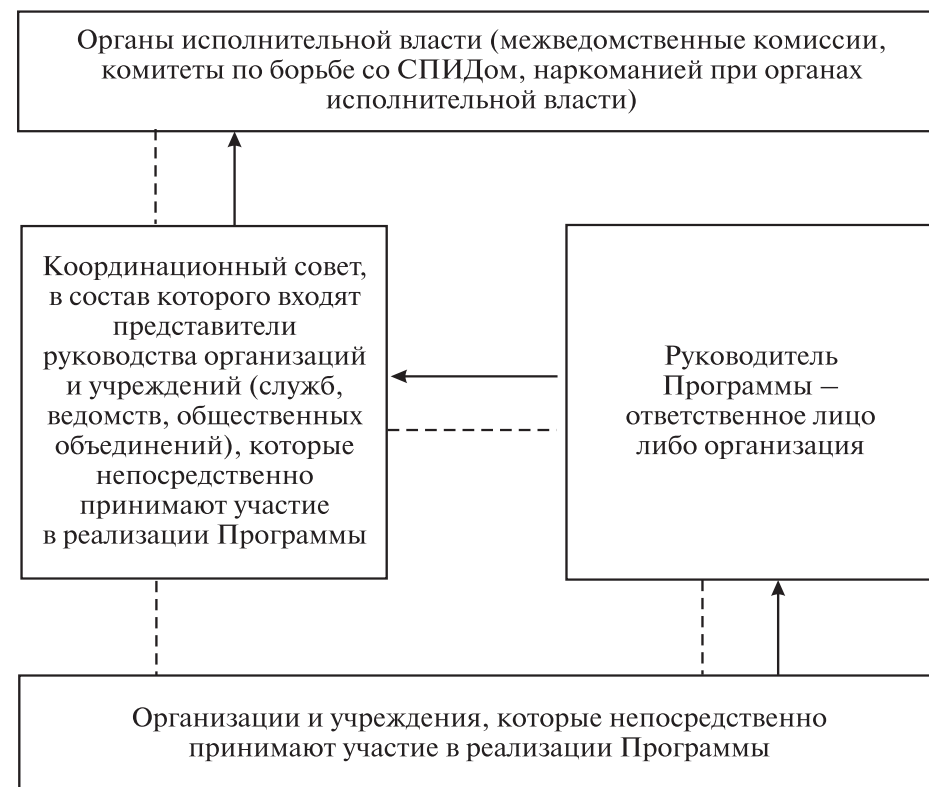 Органы исполнительной власти (межведомственные комиссии,
комитеты по борьбе со СПИДом, наркоманией при органах
исполнительной власти)
Координационный совет,
в состав которого входят
представители
руководства организаций
и учреждений (служб,
ведомств, общественных
объединений), которые
непосредственно
принимают участие
в реализации Программы
Руководитель
Программы –
ответственное лицо
либо организация
Организации и учреждения, которые непосредственно
принимают участие в реализации Программы